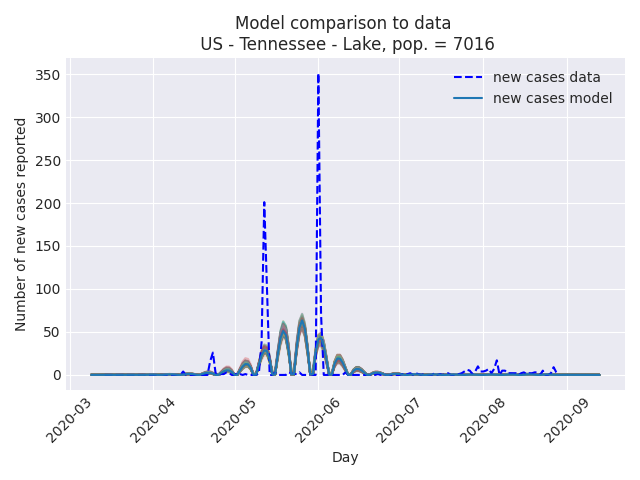 Model comparison to data
US - Tennessee - Lake, pop. = 7016
new cases data
new cases model
Number of new cases reported
350
300
250
200
150
100
50
0
2020-03
2020-04
2020-05
2020-06
2020-07
2020-08
2020-09
Day